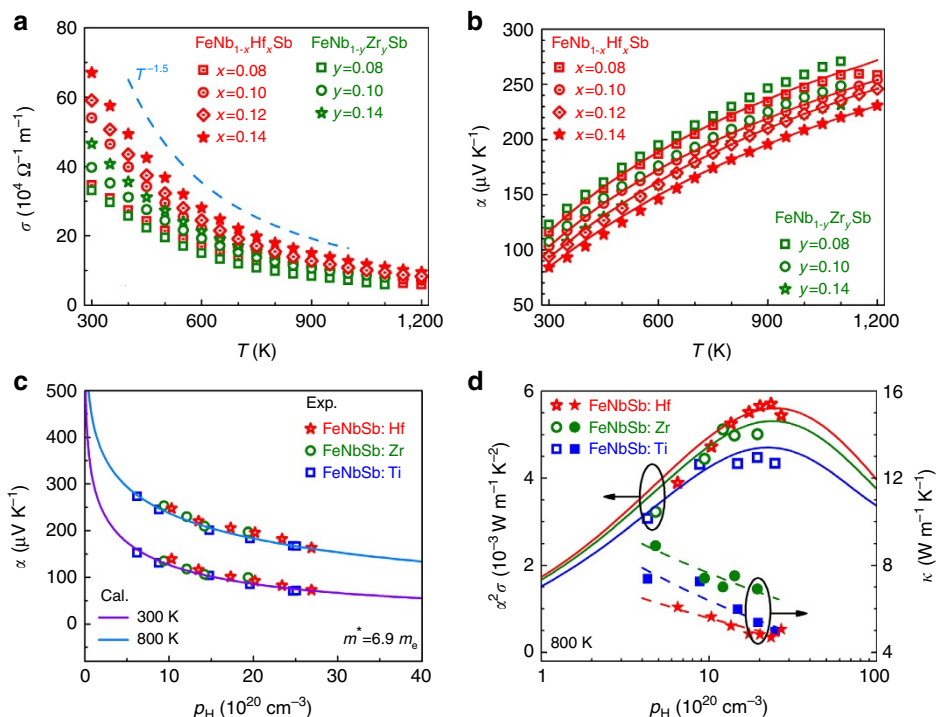 a
80
60
40
20
0
σ (10⁴ Ω⁻¹ m⁻¹)
T⁻¹·⁵
FeNb₁₋ₓHfₓSb
x=0.08
x=0.10
x=0.12
x=0.14
FeNb₁₋yZrySb
y=0.08
y=0.10
y=0.14
300 600 900 1,200
T (K)
b
300
250
200
150
100
50
α (μV K⁻¹)
FeNb₁₋ₓHfₓSb
x=0.08
x=0.10
x=0.12
x=0.14
FeNb₁₋yZrySb
y=0.08
y=0.10
y=0.14
300 600 900 1,200
T (K)
c
500
400
300
200
100
0
α (μV K⁻¹)
Exp.
FeNbSb: Hf
FeNbSb: Zr
FeNbSb: Ti
Cal.
300 K
800 K
m*=6.9 mₑ
0 10 20 30 40
pH (10²⁰ cm⁻³)
d
6
4
2
0
α²σ (10⁻³ W m⁻¹ K⁻²)
FeNbSb: Hf
FeNbSb: Zr
FeNbSb: Ti
800 K
16
12
8
4
κ (W m⁻¹ K⁻¹)
1 10 100
pH (10²⁰ cm⁻³)